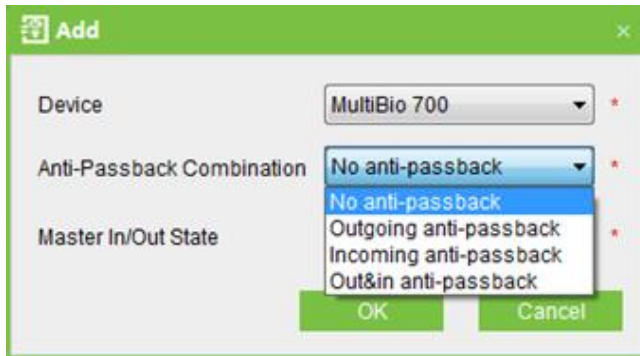 Add
Device
MultiBio 700
*
Anti-Passback Combination
No anti-passback
*
No anti-passback
Outgoing anti-passback
Incoming anti-passback
Out&in anti-passback
Master In/Out State
*
OK
Cancel